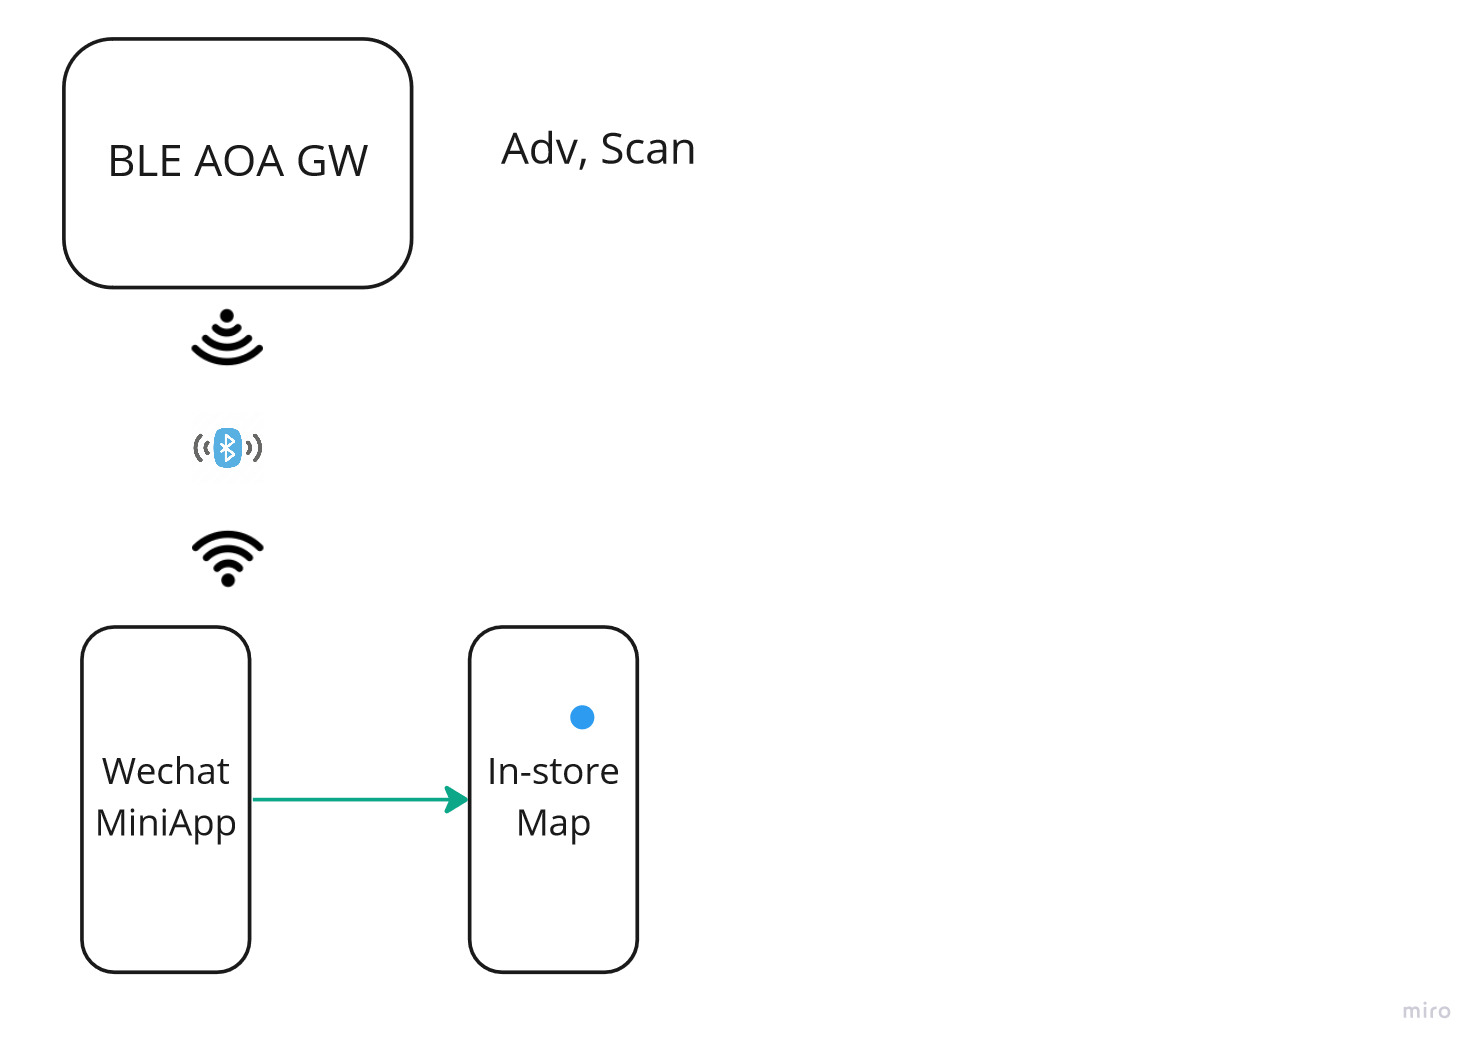 BLE AOA GW
Adv, Scan
Wechat
MiniApp
In-store
Map
miro